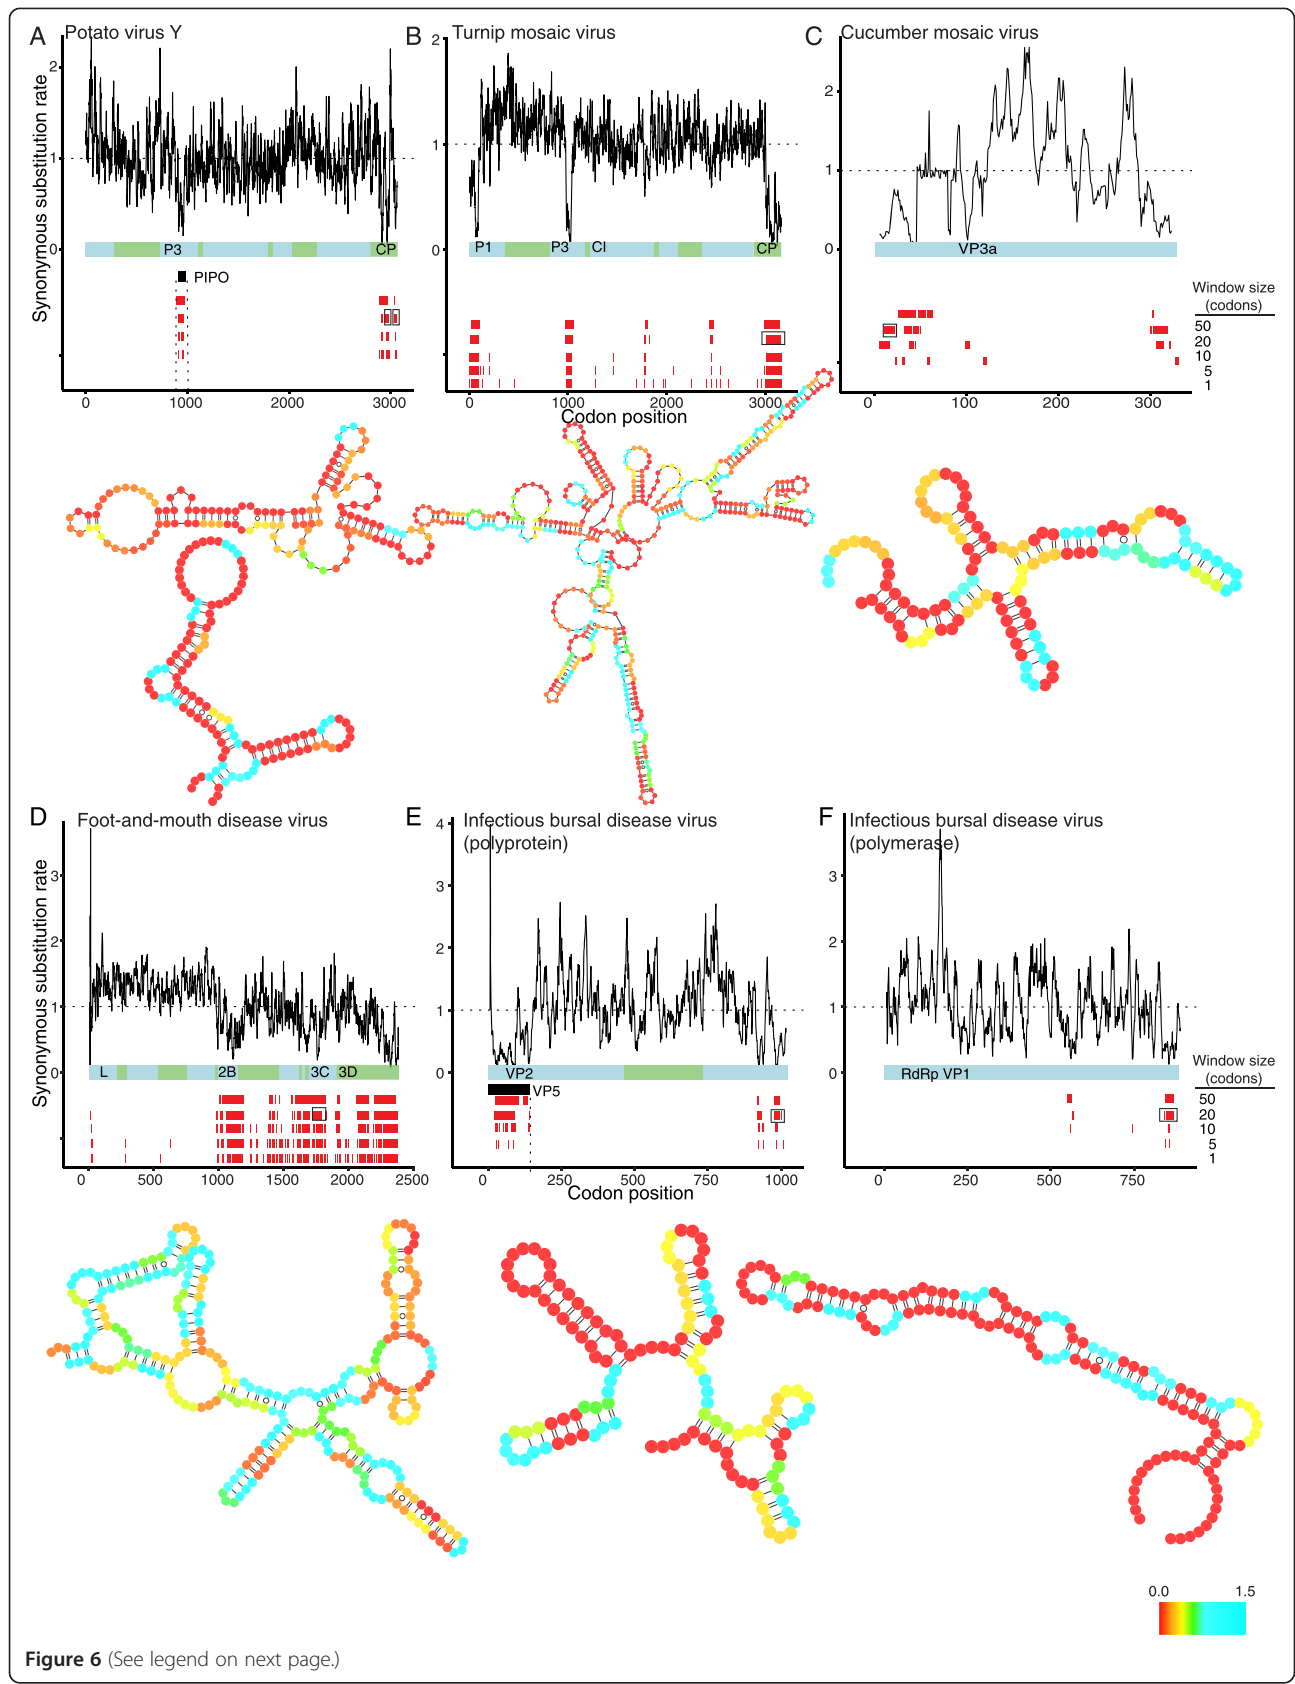 A Potato virus Y
B Turnip mosaic virus
C Cucumber mosaic virus
Synonymous substitution rate
2
1
0
P3 CP
PIPO
0 1000 2000 3000
2
1
0
P1 P3 CI CP
0 1000 2000 3000
Codon position
2
1
0
VP3a
Window size
(codons)
50
20
10
5
1
0 100 200 300
D Foot-and-mouth disease virus
E Infectious bursal disease virus
(polyprotein)
F Infectious bursal disease virus
(polymerase)
Synonymous substitution rate
3
2
1
0
L 2B 3C 3D
0 500 1000 1500 2000 2500
4
3
2
1
0
VP2
VP5
0 250 500 750 1000
Codon position
3
2
1
0
RdRp VP1
Window size
(codons)
50
20
10
5
1
0 250 500 750
0.0 1.5
Figure 6 (See legend on next page.)